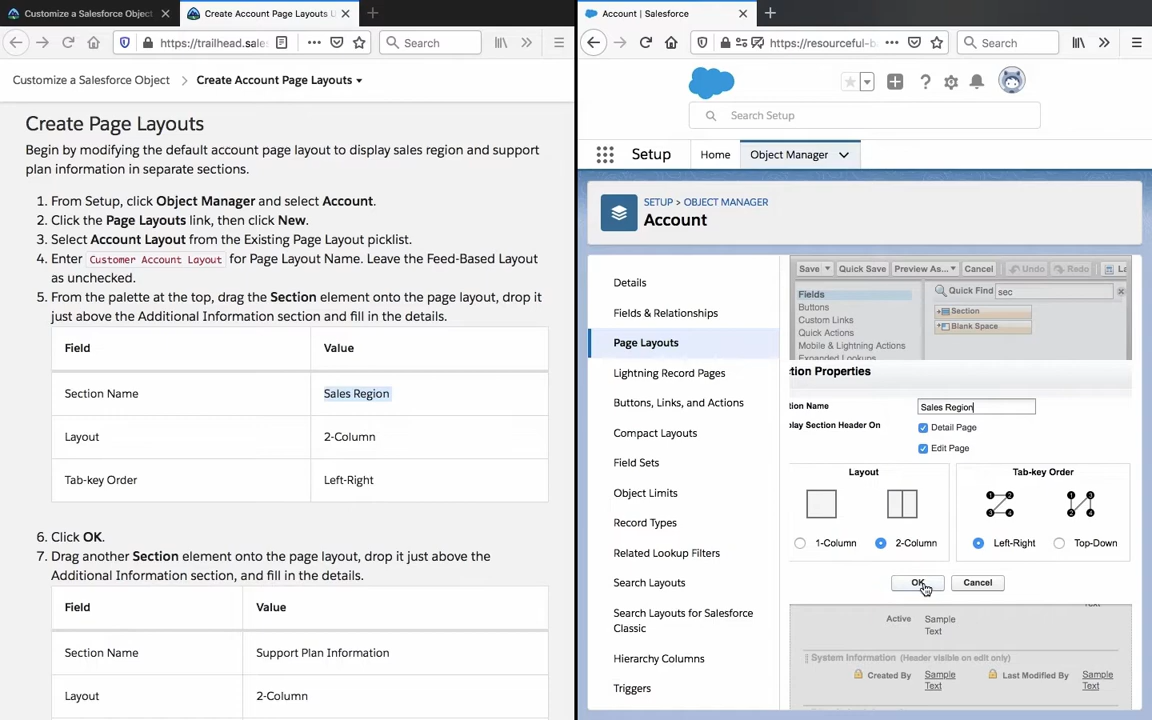 Customize a Salesforce Object
Create Account Page Layouts U
https://trailhead.sales
Search
Customize a Salesforce Object
Create Account Page Layouts
Create Page Layouts
Begin by modifying the default account page layout to display sales region and support
plan information in separate sections.
1. From Setup, click Object Manager and select Account.
2. Click the Page Layouts link, then click New.
3. Select Account Layout from the Existing Page Layout picklist.
4. Enter Customer Account Layout for Page Layout Name. Leave the Feed-Based Layout
as unchecked.
5. From the palette at the top, drag the Section element onto the page layout, drop it
just above the Additional Information section and fill in the details.
Field Value
Section Name Sales Region
Layout 2-Column
Tab-key Order Left-Right
6. Click OK.
7. Drag another Section element onto the page layout, drop it just above the
Additional Information section, and fill in the details.
Field Value
Section Name Support Plan Information
Layout 2-Column
Account | Salesforce
https://resourceful-b
Search
Search Setup
Setup Home Object Manager
SETUP > OBJECT MANAGER
Account
Details
Fields & Relationships
Page Layouts
Lightning Record Pages
Buttons, Links, and Actions
Compact Layouts
Field Sets
Object Limits
Record Types
Related Lookup Filters
Search Layouts
Search Layouts for Salesforce
Classic
Hierarchy Columns
Triggers
Save Quick Save Preview As... Cancel Undo Redo La
Fields
Buttons
Custom Links
Quick Actions
Mobile & Lightning Actions
Expanded Lookups
Quick Find sec
Section
Blank Space
ction Properties
tion Name Sales Region
play Section Header On Detail Page
Edit Page
Layout
1-Column 2-Column
Tab-key Order
Left-Right Top-Down
OK Cancel
Text
Active Sample
Text
System Information (Header visible on edit only)
Created By Sample
Text
Last Modified By Sample
Text